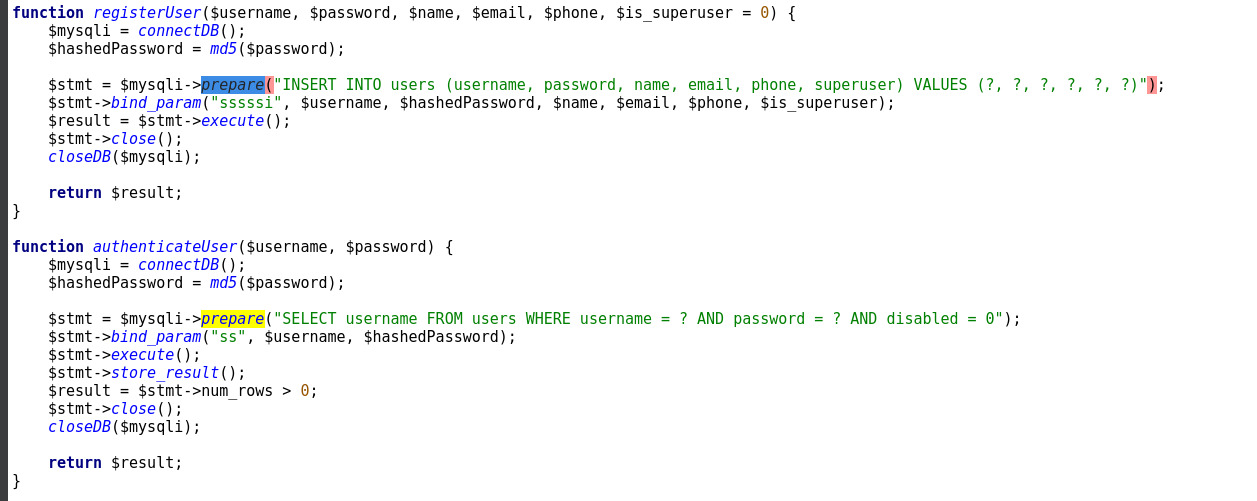 function registerUser($username, $password, $name, $email, $phone, $is_superuser = 0) {
    $mysqli = connectDB();
    $hashedPassword = md5($password);

    $stmt = $mysqli->prepare("INSERT INTO users (username, password, name, email, phone, superuser) VALUES (?, ?, ?, ?, ?, ?)");
    $stmt->bind_param("sssssi", $username, $hashedPassword, $name, $email, $phone, $is_superuser);
    $result = $stmt->execute();
    $stmt->close();
    closeDB($mysqli);

    return $result;
}

function authenticateUser($username, $password) {
    $mysqli = connectDB();
    $hashedPassword = md5($password);

    $stmt = $mysqli->prepare("SELECT username FROM users WHERE username = ? AND password = ? AND disabled = 0");
    $stmt->bind_param("ss", $username, $hashedPassword);
    $stmt->execute();
    $stmt->store_result();
    $result = $stmt->num_rows > 0;
    $stmt->close();
    closeDB($mysqli);

    return $result;
}